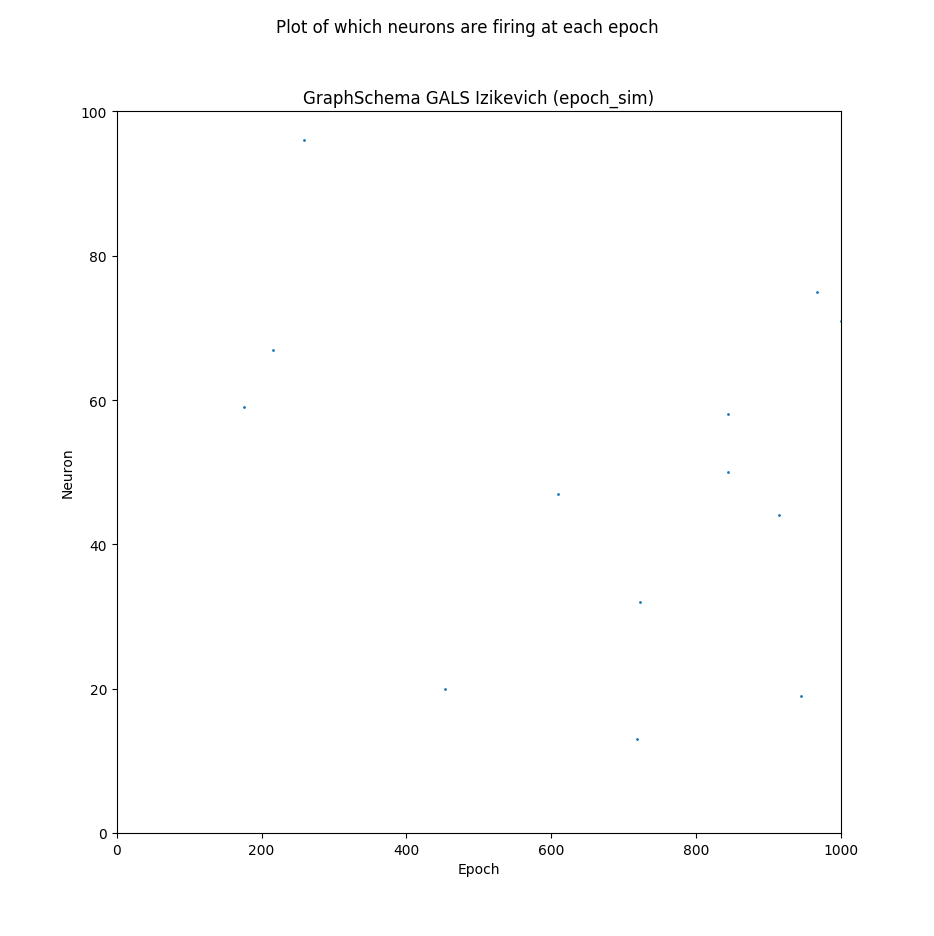 Plot of which neurons are firing at each epoch
GraphSchema GALS Izikevich (epoch_sim)
100
80
60
40
20
0
Neuron
0 200 400 600 800 1000
Epoch